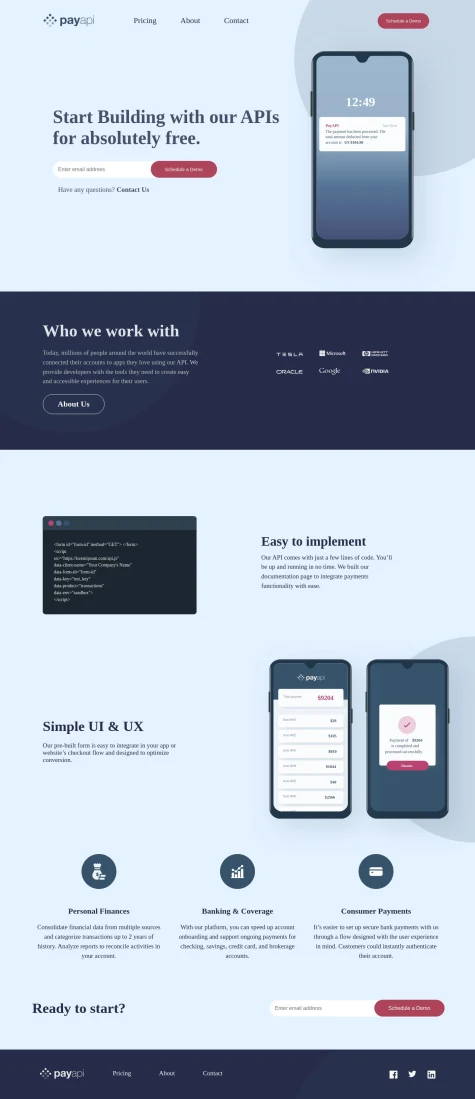 payapi
Pricing
About
Contact
Schedule a Demo
12:49
PayAPI
The payment has been processed. The
total amount deducted from your
account is
Start Building with our APIs
for absolutely free.
Enter email address
Schedule a Demo
Have any questions? Contact Us
Who we work with
Today, millions of people around the world have successfully
connected their accounts to apps they love using our API. We
provide developers with the tools they need to create easy
and accessible experiences for their users.
About Us
TESLA
Microsoft
HEWLETT
PACKARD
ORACLE
Google
NVIDIA
<form id="form-id" method="GET"> </form>
<script
src="https://loremipsum.com/api.js"
data-client-name="Your Company's Name"
data-form-id="form-id"
data-key="test_key"
data-product="transactions"
data-env="sandbox">
</script>
Easy to implement
Our API comes with just a few lines of code. You’ll
be up and running in no time. We built our
documentation page to integrate payments
functionality with ease.
Simple UI & UX
Our pre-built form is easy to integrate in your app or
website’s checkout flow and designed to optimize
conversion.
payapi
$9204
Payment of $9204
is completed and
processed successfully
Personal Finances
Consolidate financial data from multiple sources
and categorize transactions up to 2 years of
history. Analyze reports to reconcile activities in
your account.
Banking & Coverage
With our platform, you can speed up account
onboarding and support ongoing payments for
checking, savings, credit card, and brokerage
accounts.
Consumer Payments
It’s easier to set up secure bank payments with us
through a flow designed with the user experience
in mind. Customers could instantly authenticate
their account.
Ready to start?
Enter email address
Schedule a Demo
payapi
Pricing
About
Contact